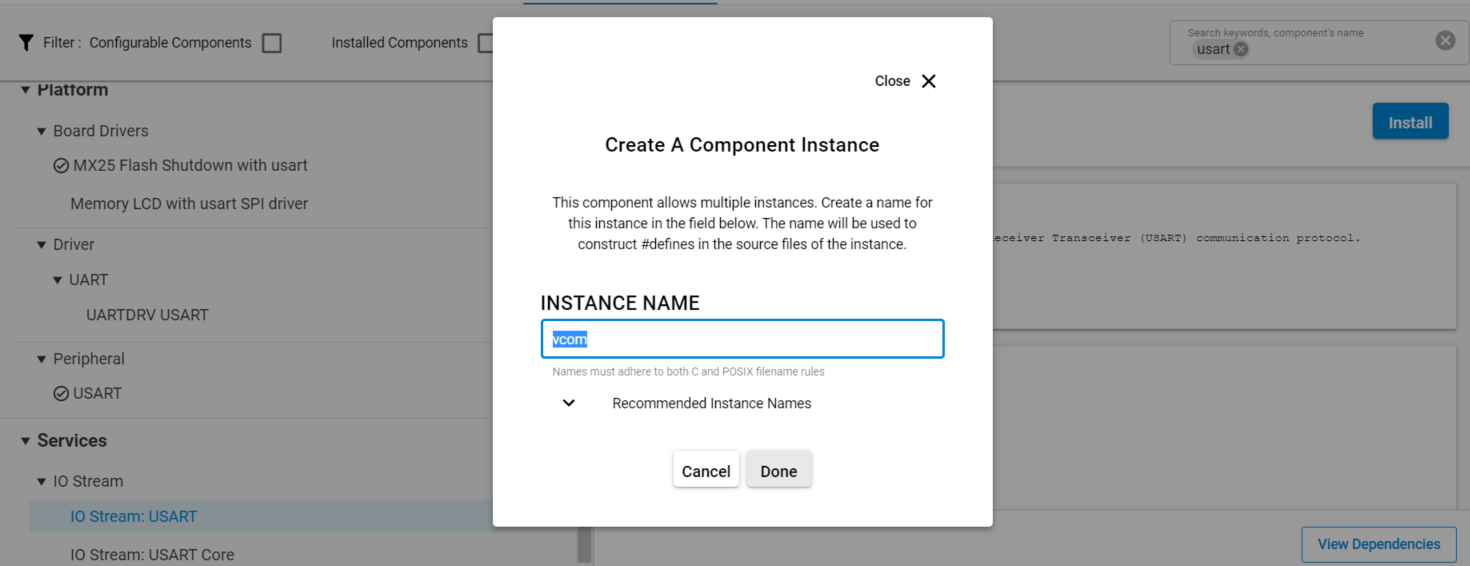 Filter : Configurable Components
Installed Components
Search keywords, component's name
usart
Platform
Board Drivers
MX25 Flash Shutdown with usart
Memory LCD with usart SPI driver
Driver
UART
UARTDRV USART
Peripheral
USART
Services
IO Stream
IO Stream: USART
IO Stream: USART Core
Close
Create A Component Instance
This component allows multiple instances. Create a name for
this instance in the field below. The name will be used to
construct #defines in the source files of the instance.
INSTANCE NAME
vcom
Names must adhere to both C and POSIX filename rules
Recommended Instance Names
Cancel
Done
Install
eceiver Transceiver (USART) communication protocol.
View Dependencies